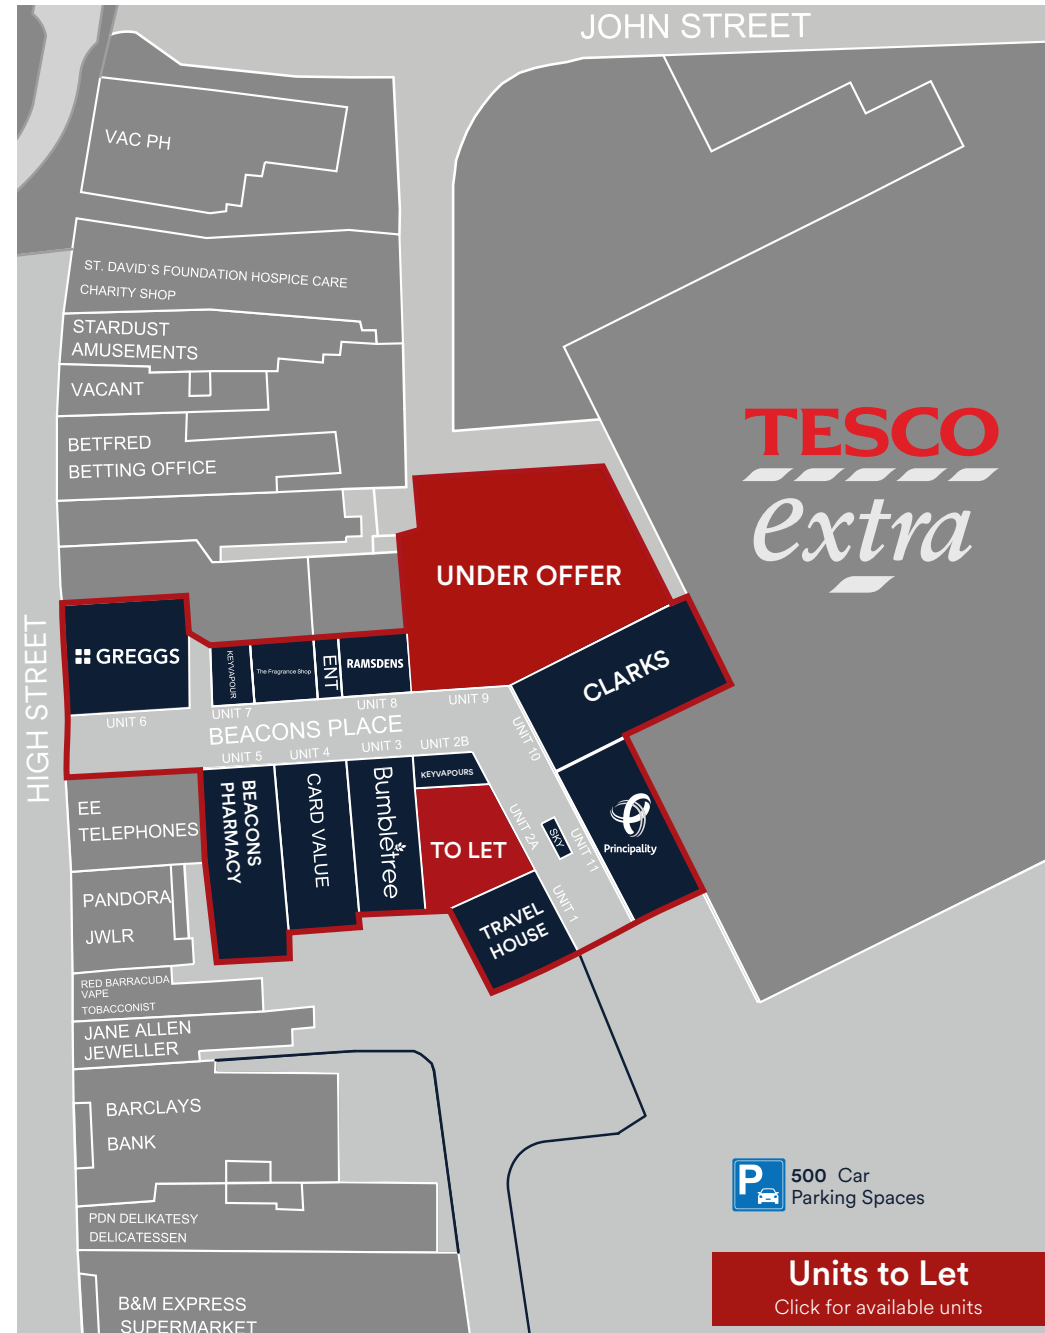 JOHN STREET
VAC PH
ST. DAVID`S FOUNDATION HOSPICE CARE
CHARITY SHOP
STARDUST
AMUSEMENTS
VACANT
BETFRED
BETTING OFFICE
TESCO
extra
UNDER OFFER
HIGH STREET
GREGGS
KEYVAPOUR
The Fragrance Shop
ENT
RAMSDENS
CLARKS
UNIT 6
UNIT 7
UNIT 8
UNIT 9
UNIT 10
BEACONS PLACE
UNIT 5
UNIT 4
UNIT 3
UNIT 2B
BEACONS
PHARMACY
CARD VALUE
Bumbletree
KEYVAPOURS
TO LET
UNIT 2A
SKY
UNIT 11
Principality
UNIT 1
TRAVEL
HOUSE
EE
TELEPHONES
PANDORA
JWLR
RED BARRACUDA
VAPE
TOBACCONIST
JANE ALLEN
JEWELLER
BARCLAYS
BANK
PDN DELIKATESY
DELICATESSEN
B&M EXPRESS
SUPERMARKET
P
500 Car
Parking Spaces
Units to Let
Click for available units